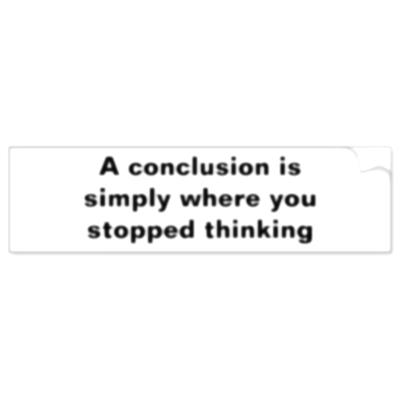 A conclusion is
simply where you
stopped thinking